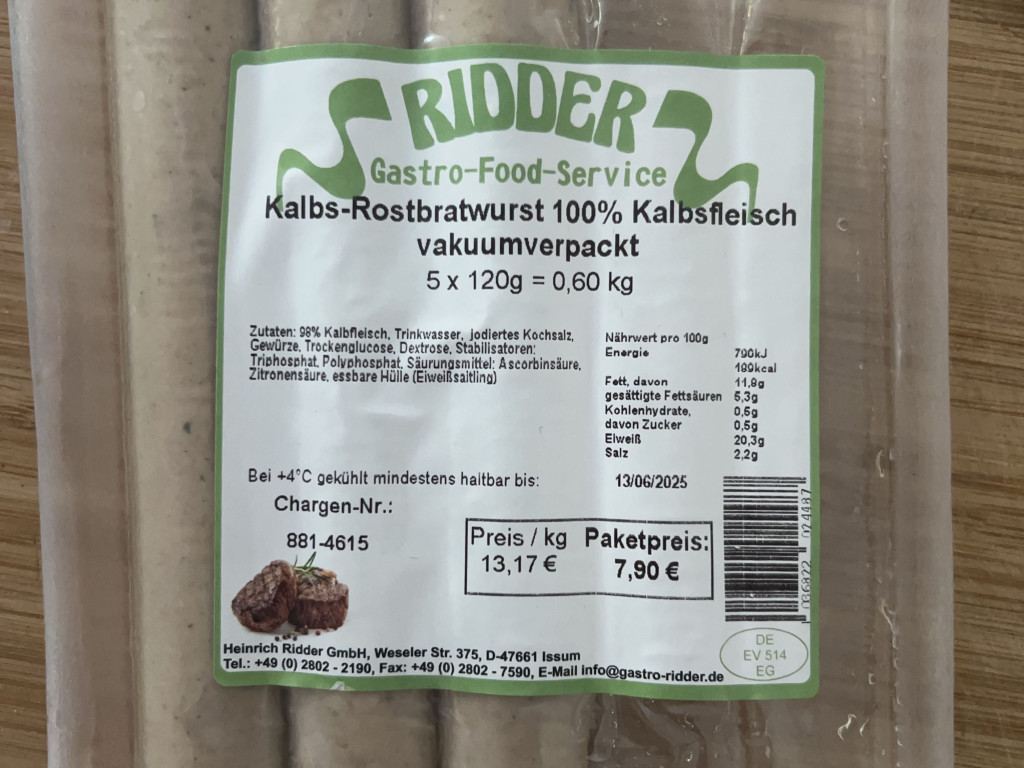 RIDDER
Gastro-Food-Service
Kalbs-Rostbratwurst 100% Kalbsfleisch
vakuumverpackt
5 x 120g = 0,60 kg
Zutaten: 98% Kalbfleisch, Trinkwasser, jodiertes Kochsalz,
Gewürze, Trockenglucose, Dextrose, Stabilisatoren:
Triphosphat, Polyphosphat, Säurungsmittel: Ascorbinsäure,
Zitronensäure, essbare Hülle (Eiweißsaitling)
Nährwert pro 100g
Energie 790kJ
189kcal
Fett, davon 11,8g
gesättigte Fettsäuren 5,3g
Kohlenhydrate, 0,5g
davon Zucker 0,5g
Eiweiß 20,3g
Salz 2,2g
Bei +4°C gekühlt mindestens haltbar bis: 13/06/2025
Chargen-Nr.:
881-4615
Preis / kg Paketpreis:
13,17 € 7,90 €
036822 024487
DE
EV 514
EG
Heinrich Ridder GmbH, Weseler Str. 375, D-47661 Issum
Tel.: +49 (0) 2802 - 2190, Fax: +49 (0) 2802 - 7590, E-Mail info@gastro-ridder.de